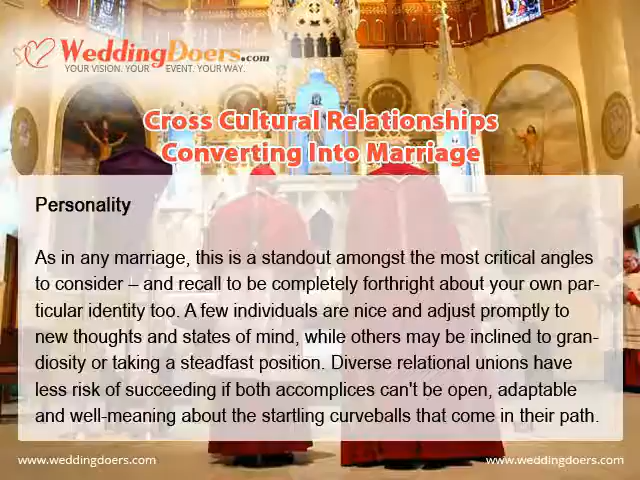 WeddingDoers.com
YOUR VISION. YOUR EVENT. YOUR WAY.
Cross Cultural Relationships
Converting Into Marriage
Personality
As in any marriage, this is a standout amongst the most critical angles
to consider – and recall to be completely forthright about your own par-
ticular identity too. A few individuals are nice and adjust promptly to
new thoughts and states of mind, while others may be inclined to gran-
diosity or taking a steadfast position. Diverse relational unions have
less risk of succeeding if both accomplices can't be open, adaptable
and well-meaning about the startling curveballs that come in their path.
www.weddingdoers.com
www.weddingdoers.com